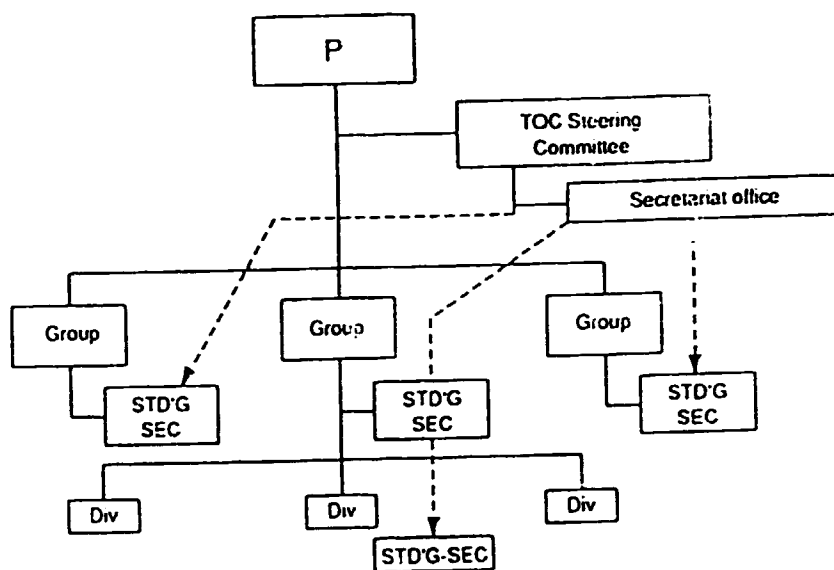 P
TOC Steering
Committee
Secretariat office
Group
Group
Group
STD'G
SEC
STD'G
SEC
STD'G
SEC
Div
Div
Div
STD'G-SEC